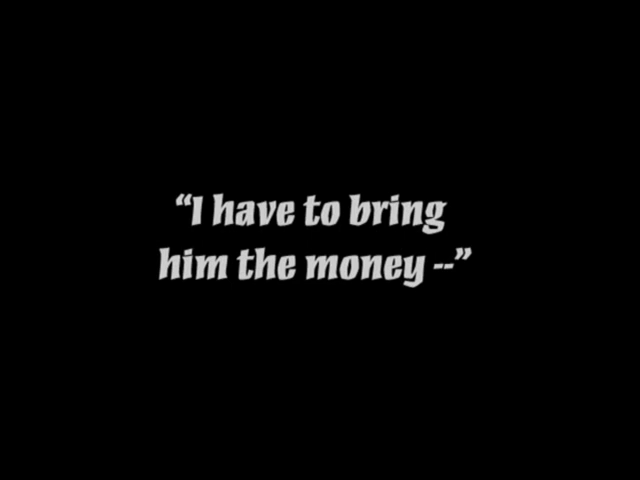 “I have to bring
him the money --”